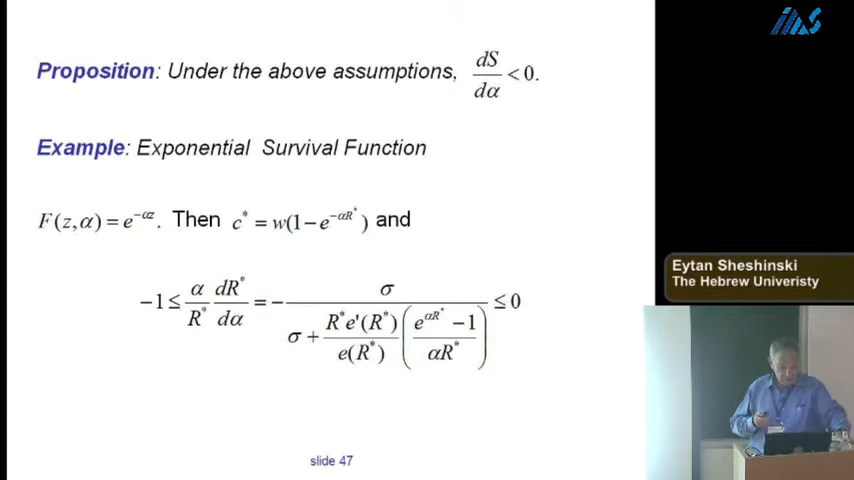 Proposition: Under the above assumptions, dS/dα < 0.
Example: Exponential Survival Function
F(z,α) = e^{-αz}. Then c* = w(1 − e^{-αR*}) and
−1 ≤ α/R* dR*/dα = − σ / (σ + R*e'(R*)/e(R*) ((e^{αR*} − 1)/αR*)) ≤ 0
slide 47
IIAS
Eytan Sheshinski
The Hebrew Univeristy